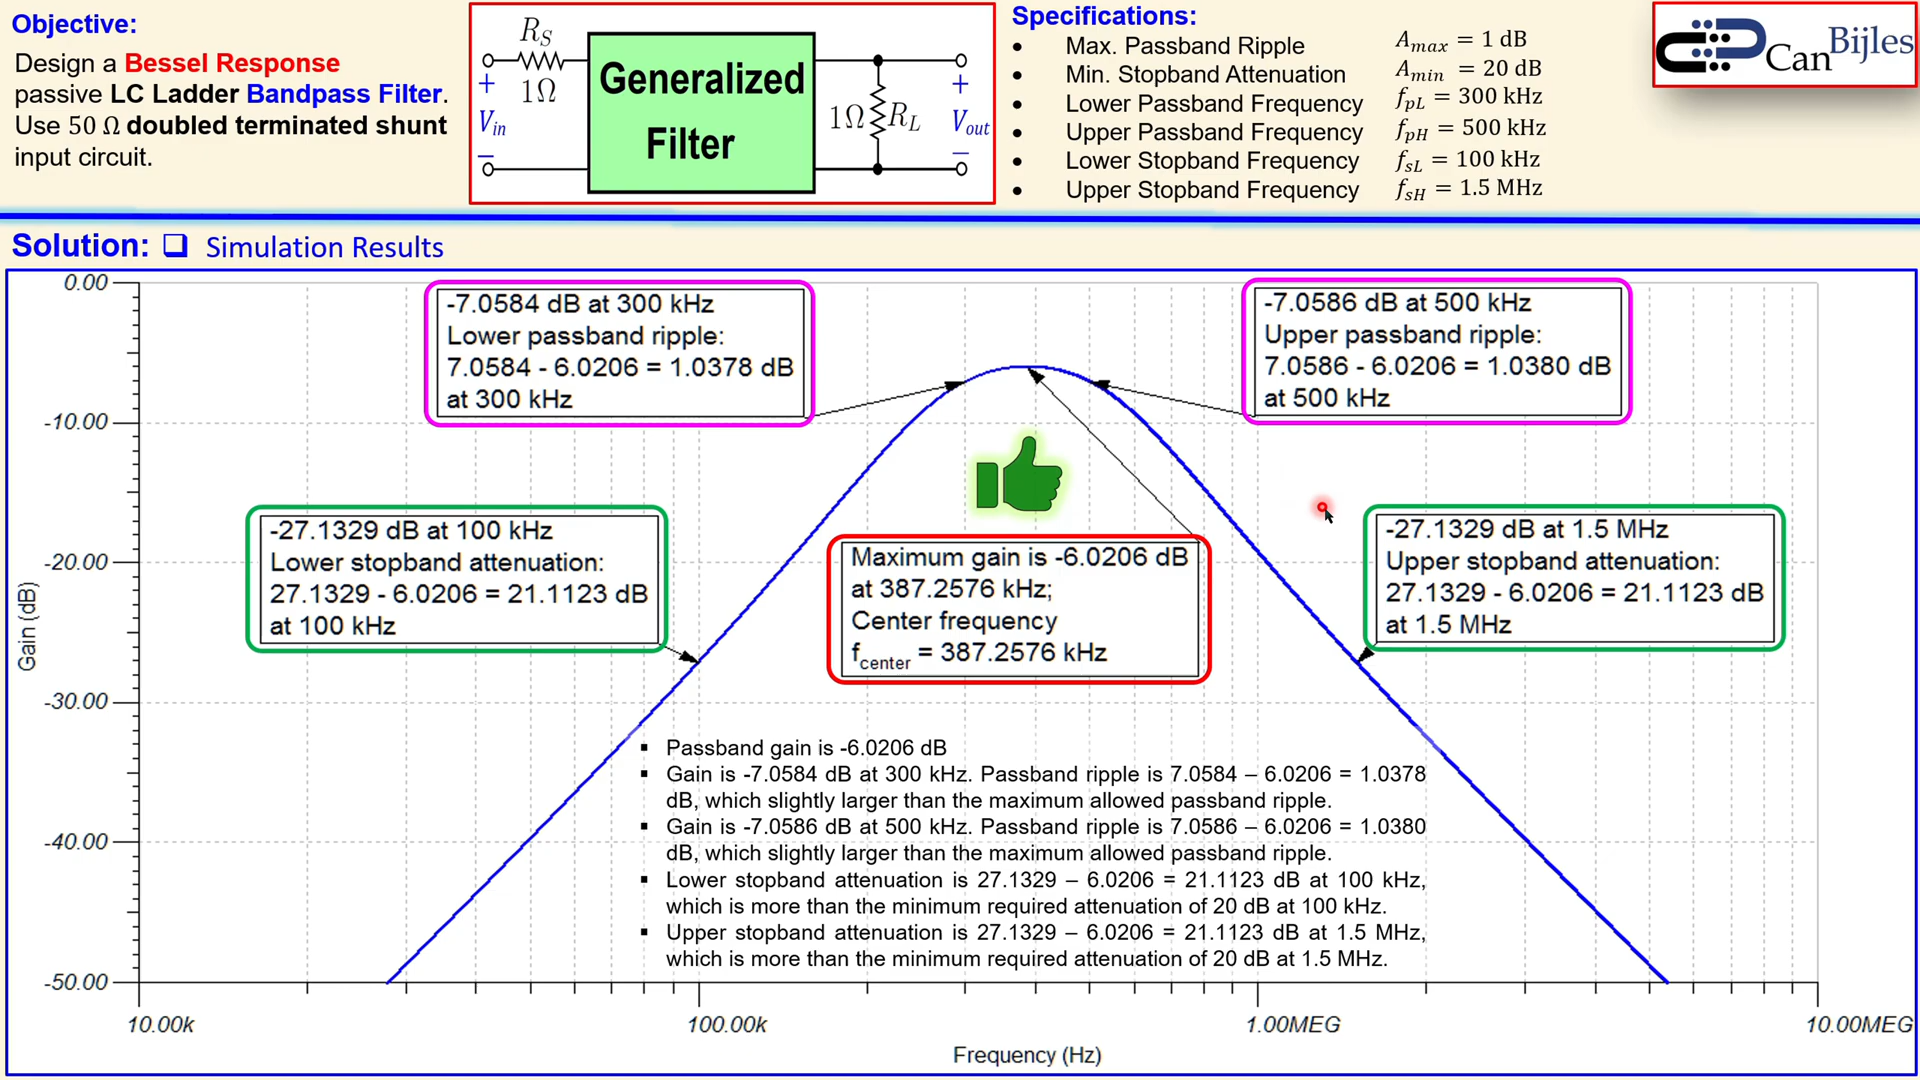 Objective:
Design a Bessel Response
passive LC Ladder Bandpass Filter.
Use 50 Ω doubled terminated shunt
input circuit.
R_S
1Ω
+
V_in
−
Generalized
Filter
1Ω
R_L
+
V_out
−
Specifications:
• Max. Passband Ripple A_max = 1 dB
• Min. Stopband Attenuation A_min = 20 dB
• Lower Passband Frequency f_pL = 300 kHz
• Upper Passband Frequency f_pH = 500 kHz
• Lower Stopband Frequency f_sL = 100 kHz
• Upper Stopband Frequency f_sH = 1.5 MHz
CanBijles
Solution: ❑ Simulation Results
-7.0584 dB at 300 kHz
Lower passband ripple:
7.0584 - 6.0206 = 1.0378 dB
at 300 kHz
-7.0586 dB at 500 kHz
Upper passband ripple:
7.0586 - 6.0206 = 1.0380 dB
at 500 kHz
-27.1329 dB at 100 kHz
Lower stopband attenuation:
27.1329 - 6.0206 = 21.1123 dB
at 100 kHz
Maximum gain is -6.0206 dB
at 387.2576 kHz;
Center frequency
f_center = 387.2576 kHz
-27.1329 dB at 1.5 MHz
Upper stopband attenuation:
27.1329 - 6.0206 = 21.1123 dB
at 1.5 MHz
▪ Passband gain is -6.0206 dB
▪ Gain is -7.0584 dB at 300 kHz. Passband ripple is 7.0584 – 6.0206 = 1.0378
dB, which slightly larger than the maximum allowed passband ripple.
▪ Gain is -7.0586 dB at 500 kHz. Passband ripple is 7.0586 – 6.0206 = 1.0380
dB, which slightly larger than the maximum allowed passband ripple.
▪ Lower stopband attenuation is 27.1329 – 6.0206 = 21.1123 dB at 100 kHz,
which is more than the minimum required attenuation of 20 dB at 100 kHz.
▪ Upper stopband attenuation is 27.1329 – 6.0206 = 21.1123 dB at 1.5 MHz,
which is more than the minimum required attenuation of 20 dB at 1.5 MHz.
Gain (dB)
0.00
-10.00
-20.00
-30.00
-40.00
-50.00
10.00k
100.00k
1.00MEG
10.00MEG
Frequency (Hz)